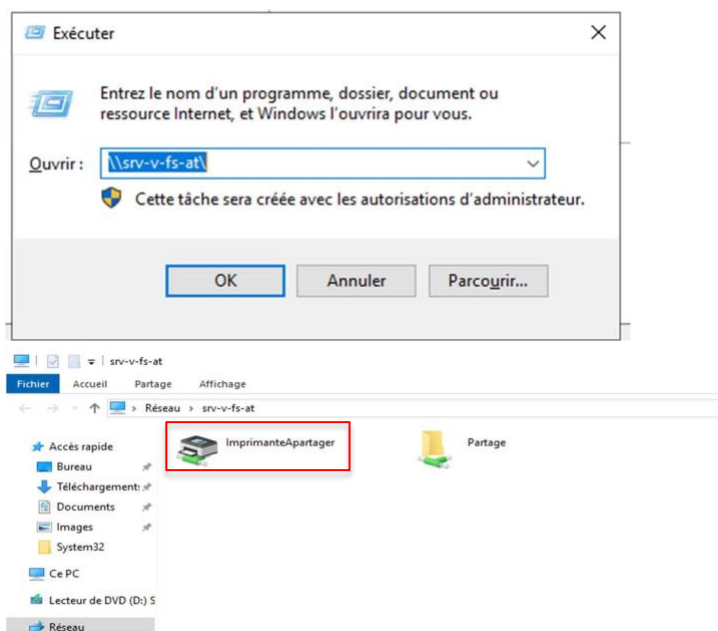 Exécuter
Entrez le nom d'un programme, dossier, document ou
ressource Internet, et Windows l'ouvrira pour vous.
Ouvrir :
\\srv-v-fs-at\
Cette tâche sera créée avec les autorisations d'administrateur.
OK Annuler Parcourir...
srv-v-fs-at
Fichier Accueil Partage Affichage
Réseau > srv-v-fs-at
ImprimanteApartager
Partage
Accès rapide
Bureau
Téléchargements
Documents
Images
System32
Ce PC
Lecteur de DVD (D:) S
Réseau